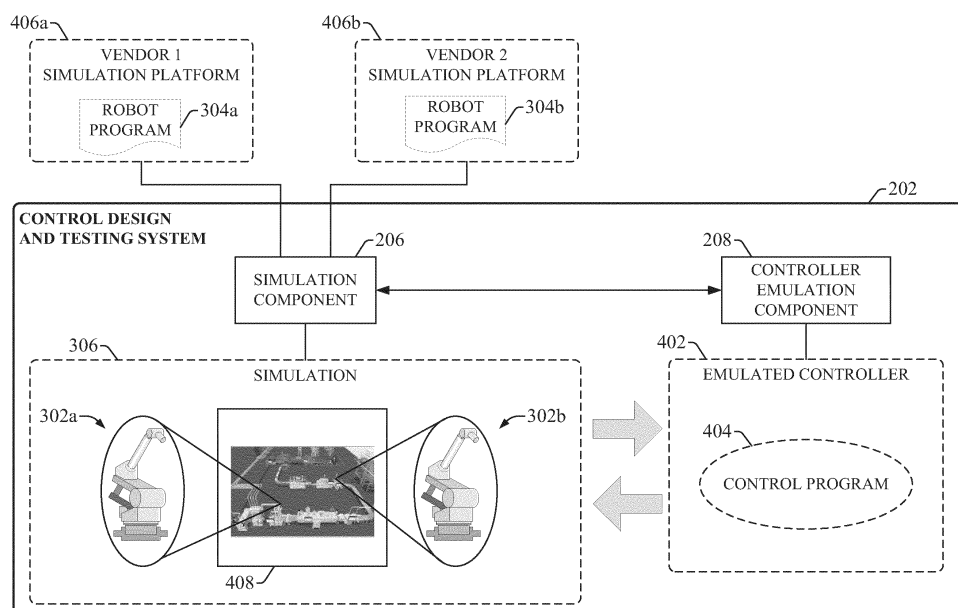 406a
406b
VENDOR 1
SIMULATION PLATFORM
VENDOR 2
SIMULATION PLATFORM
ROBOT
PROGRAM
304a
ROBOT
PROGRAM
304b
202
CONTROL DESIGN
AND TESTING SYSTEM
206
208
SIMULATION
COMPONENT
CONTROLLER
EMULATION
COMPONENT
306
402
SIMULATION
EMULATED CONTROLLER
302a
302b
404
CONTROL PROGRAM
408